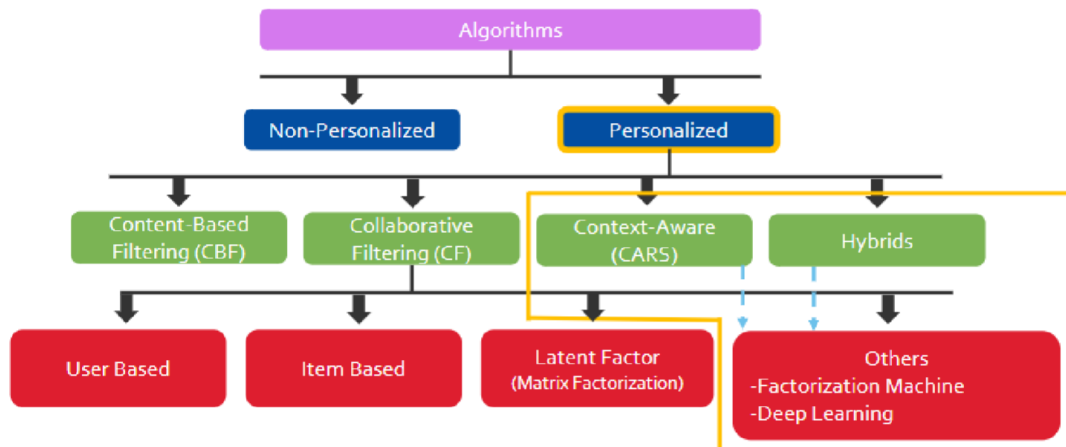 Algorithms
Non-Personalized
Personalized
Content-Based
Filtering (CBF)
Collaborative
Filtering (CF)
Context-Aware
(CARS)
Hybrids
User Based
Item Based
Latent Factor
(Matrix Factorization)
Others
-Factorization Machine
-Deep Learning